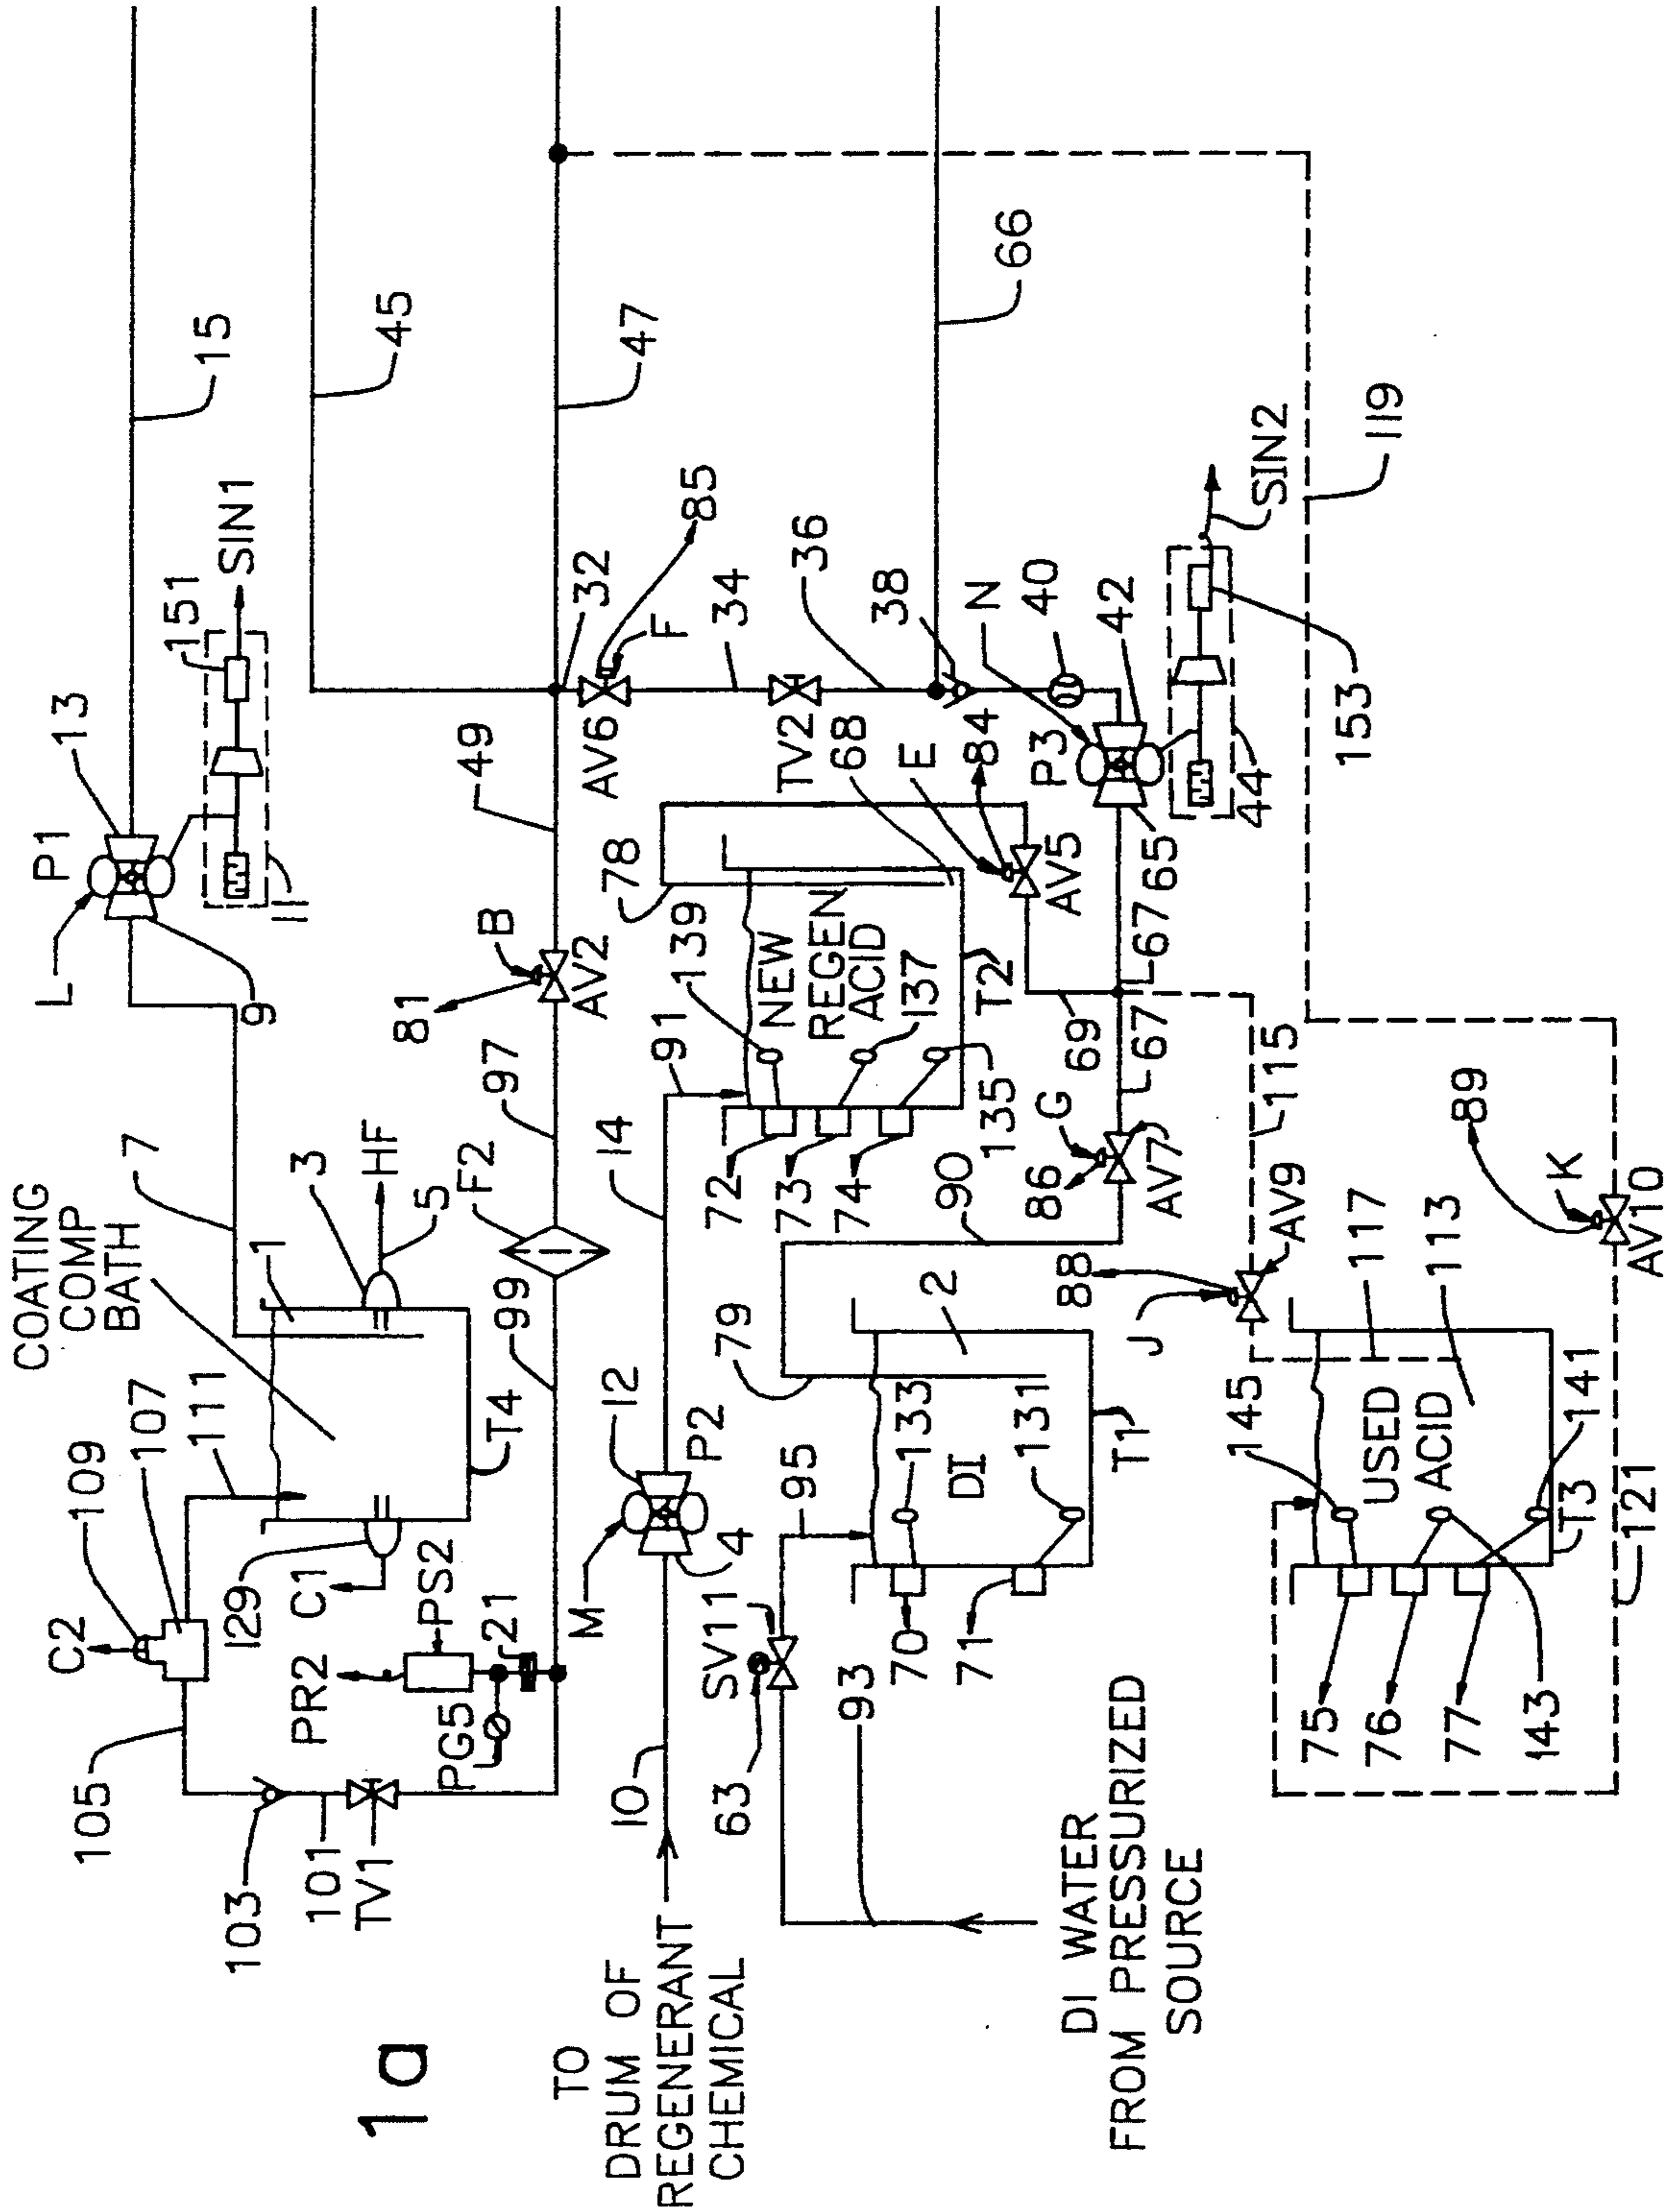 1a
COATING
COMP
BATH
7
1
3
HF
5
F2
109
107
111
C2
105
129
C1
PS2
PR2
PG5
21
T4
99
97
103
101
TV1
L
P1
13
9
11
151
SIN1
15
45
47
49
B
81
AV2
32
AV6
F
85
34
TV2
36
66
38
N
40
42
P3
65
44
153
SIN2
119
TO
DRUM OF
REGENERANT
CHEMICAL
10
M
12
4
P2
14
91
72
73
74
139
137
135
NEW
REGEN
ACID
T2
78
68
84
E
AV5
69
67
67
G
86
AV7
90
115
DI WATER
FROM PRESSURIZED
SOURCE
93
63
SV11
95
70
71
79
133
DI
131
2
T1
J
88
AV9
117
113
145
USED
ACID
141
143
T3
75
76
77
121
K
89
AV10